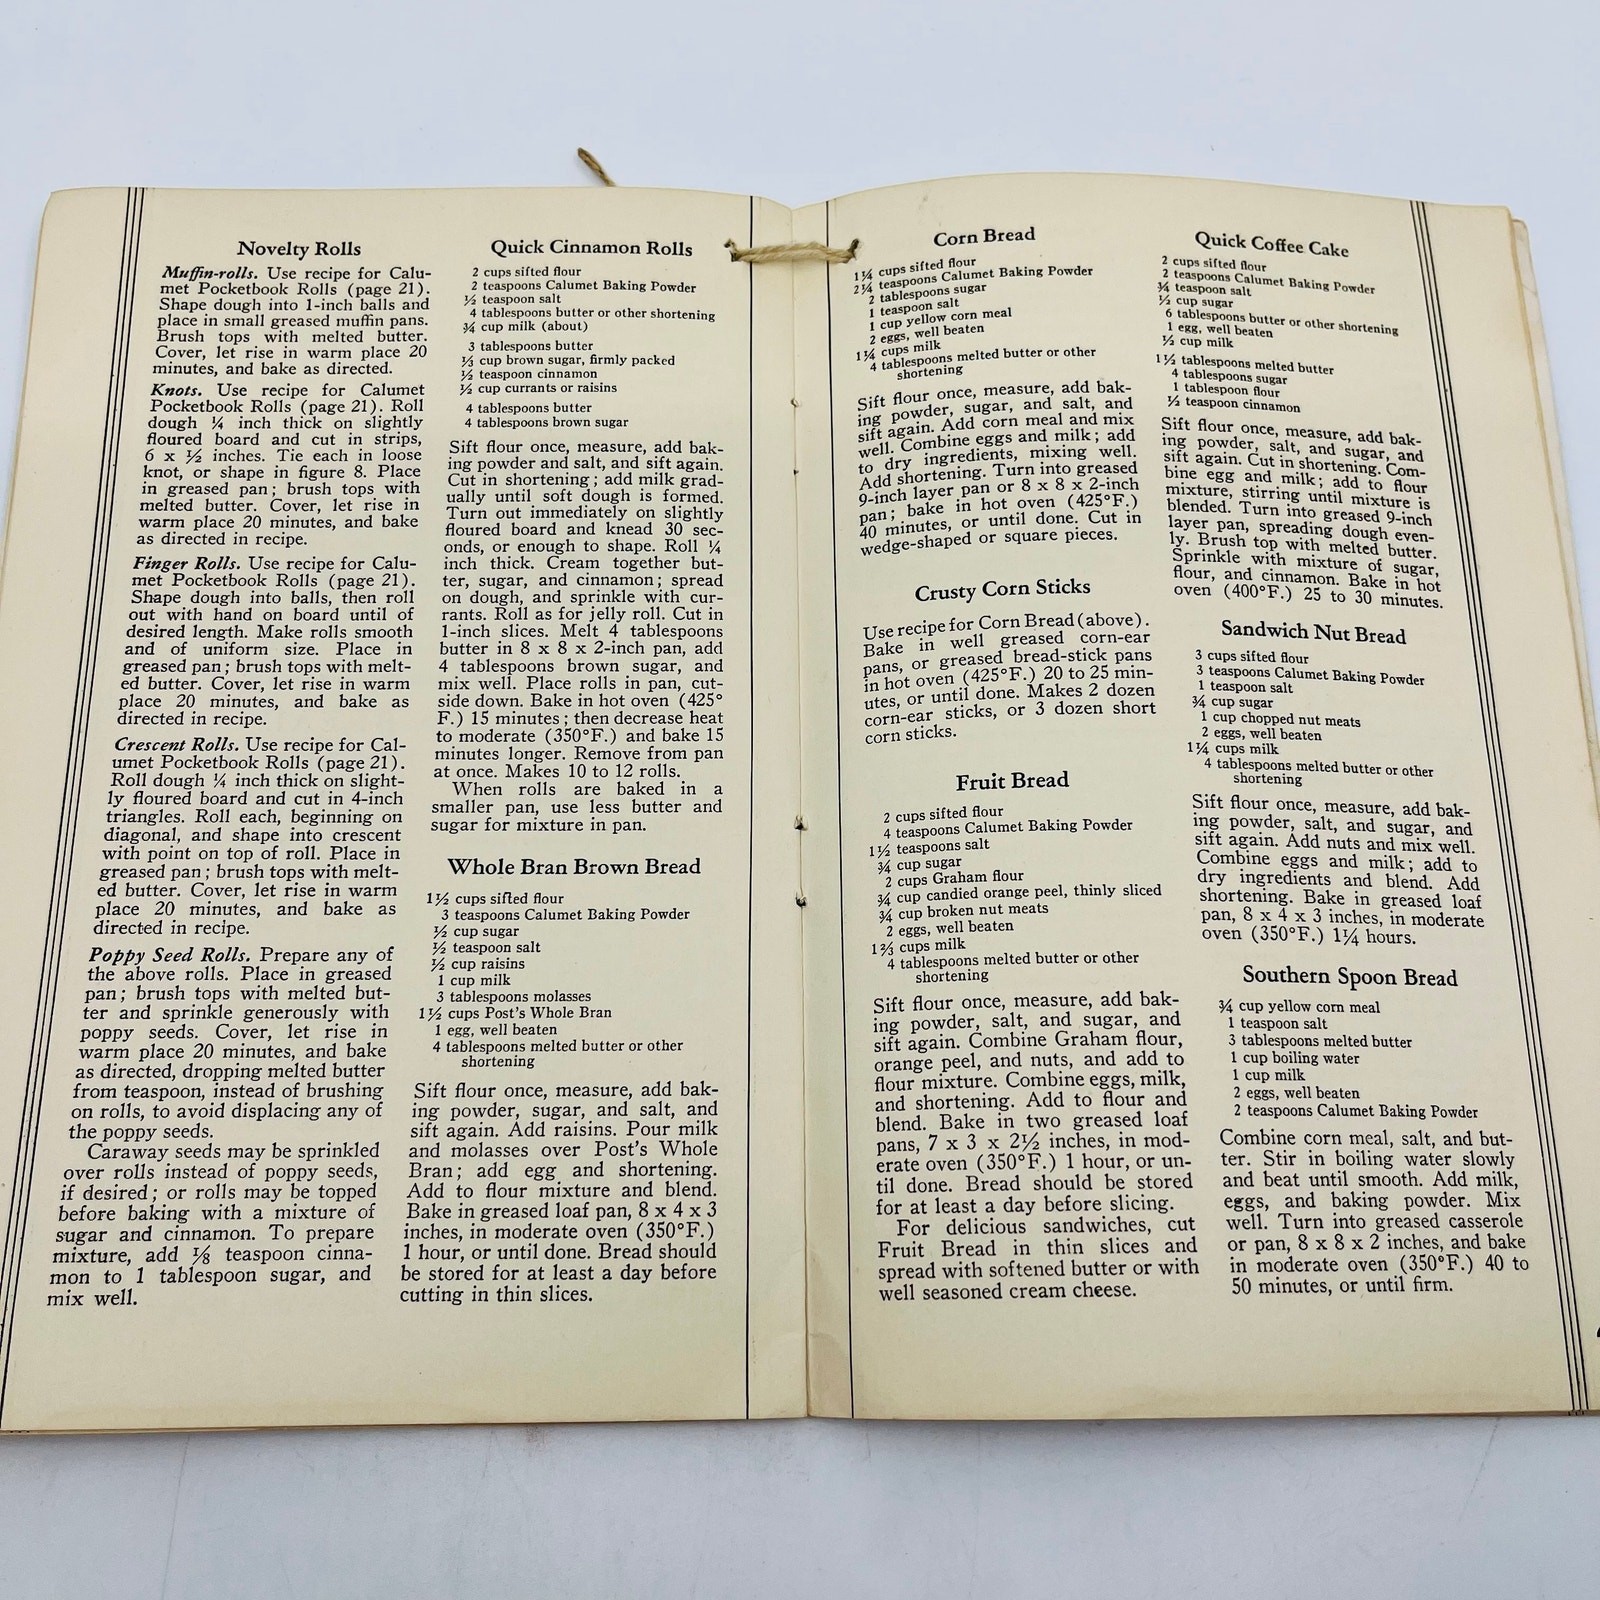 Novelty Rolls
Muffin-rolls. Use recipe for Calu-
met Pocketbook Rolls (page 21).
Shape dough into 1-inch balls and
place in small greased muffin pans.
Brush tops with melted butter.
Cover, let rise in warm place 20
minutes, and bake as directed.
Knots. Use recipe for Calumet
Pocketbook Rolls (page 21). Roll
dough ¼ inch thick on slightly
floured board and cut in strips,
6 x ½ inches. Tie each in loose
knot, or shape in figure 8. Place
in greased pan; brush tops with
melted butter. Cover, let rise in
warm place 20 minutes, and bake
as directed in recipe.
Finger Rolls. Use recipe for Calu-
met Pocketbook Rolls (page 21).
Shape dough into balls, then roll
out with hand on board until of
desired length. Make rolls smooth
and of uniform size. Place in
greased pan; brush tops with melt-
ed butter. Cover, let rise in warm
place 20 minutes, and bake as
directed in recipe.
Crescent Rolls. Use recipe for Cal-
umet Pocketbook Rolls (page 21).
Roll dough ¼ inch thick on slight-
ly floured board and cut in 4-inch
triangles. Roll each, beginning on
diagonal, and shape into crescent
with point on top of roll. Place in
greased pan; brush tops with melt-
ed butter. Cover, let rise in warm
place 20 minutes, and bake as
directed in recipe.
Poppy Seed Rolls. Prepare any of
the above rolls. Place in greased
pan; brush tops with melted but-
ter and sprinkle generously with
poppy seeds. Cover, let rise in
warm place 20 minutes, and bake
as directed, dropping melted butter
from teaspoon, instead of brushing
on rolls, to avoid displacing any of
the poppy seeds.
Caraway seeds may be sprinkled
over rolls instead of poppy seeds,
if desired; or rolls may be topped
before baking with a mixture of
sugar and cinnamon. To prepare
mixture, add ⅛ teaspoon cinna-
mon to 1 tablespoon sugar, and
mix well.
Quick Cinnamon Rolls
2 cups sifted flour
2 teaspoons Calumet Baking Powder
½ teaspoon salt
4 tablespoons butter or other shortening
¾ cup milk (about)
3 tablespoons butter
⅓ cup brown sugar, firmly packed
½ teaspoon cinnamon
½ cup currants or raisins
4 tablespoons butter
4 tablespoons brown sugar
Sift flour once, measure, add bak-
ing powder and salt, and sift again.
Cut in shortening; add milk grad-
ually until soft dough is formed.
Turn out immediately on slightly
floured board and knead 30 sec-
onds, or enough to shape. Roll ¼
inch thick. Cream together but-
ter, sugar, and cinnamon; spread
on dough, and sprinkle with cur-
rants. Roll as for jelly roll. Cut in
1-inch slices. Melt 4 tablespoons
butter in 8 x 8 x 2-inch pan, add
4 tablespoons brown sugar, and
mix well. Place rolls in pan, cut-
side down. Bake in hot oven (425°
F.) 15 minutes; then decrease heat
to moderate (350°F.) and bake 15
minutes longer. Remove from pan
at once. Makes 10 to 12 rolls.
When rolls are baked in a
smaller pan, use less butter and
sugar for mixture in pan.
Whole Bran Brown Bread
1½ cups sifted flour
3 teaspoons Calumet Baking Powder
½ cup sugar
½ teaspoon salt
½ cup raisins
1 cup milk
3 tablespoons molasses
1½ cups Post's Whole Bran
1 egg, well beaten
4 tablespoons melted butter or other
shortening
Sift flour once, measure, add bak-
ing powder, sugar, and salt, and
sift again. Add raisins. Pour milk
and molasses over Post's Whole
Bran; add egg and shortening.
Add to flour mixture and blend.
Bake in greased loaf pan, 8 x 4 x 3
inches, in moderate oven (350°F.)
1 hour, or until done. Bread should
be stored for at least a day before
cutting in thin slices.
Corn Bread
1¼ cups sifted flour
2¼ teaspoons Calumet Baking Powder
2 tablespoons sugar
1 teaspoon salt
1 cup yellow corn meal
2 eggs, well beaten
1¼ cups milk
4 tablespoons melted butter or other
shortening
Sift flour once, measure, add bak-
ing powder, sugar, and salt, and
sift again. Add corn meal and mix
well. Combine eggs and milk; add
to dry ingredients, mixing well.
Add shortening. Turn into greased
9-inch layer pan or 8 x 8 x 2-inch
pan; bake in hot oven (425°F.)
40 minutes, or until done. Cut in
wedge-shaped or square pieces.
Crusty Corn Sticks
Use recipe for Corn Bread (above).
Bake in well greased corn-ear
pans, or greased bread-stick pans
in hot oven (425°F.) 20 to 25 min-
utes, or until done. Makes 2 dozen
corn-ear sticks, or 3 dozen short
corn sticks.
Fruit Bread
2 cups sifted flour
4 teaspoons Calumet Baking Powder
1½ teaspoons salt
¾ cup sugar
2 cups Graham flour
¾ cup candied orange peel, thinly sliced
¾ cup broken nut meats
2 eggs, well beaten
1⅔ cups milk
4 tablespoons melted butter or other
shortening
Sift flour once, measure, add bak-
ing powder, salt, and sugar, and
sift again. Combine Graham flour,
orange peel, and nuts, and add to
flour mixture. Combine eggs, milk,
and shortening. Add to flour and
blend. Bake in two greased loaf
pans, 7 x 3 x 2½ inches, in mod-
erate oven (350°F.) 1 hour, or un-
til done. Bread should be stored
for at least a day before slicing.
For delicious sandwiches, cut
Fruit Bread in thin slices and
spread with softened butter or with
well seasoned cream cheese.
Quick Coffee Cake
2 cups sifted flour
2 teaspoons Calumet Baking Powder
¾ teaspoon salt
½ cup sugar
6 tablespoons butter or other shortening
1 egg, well beaten
½ cup milk
1½ tablespoons melted butter
4 tablespoons sugar
1 tablespoon flour
½ teaspoon cinnamon
Sift flour once, measure, add bak-
ing powder, salt, and sugar, and
sift again. Cut in shortening. Com-
bine egg and milk; add to flour
mixture, stirring until mixture is
blended. Turn into greased 9-inch
layer pan, spreading dough even-
ly. Brush top with melted butter.
Sprinkle with mixture of sugar,
flour, and cinnamon. Bake in hot
oven (400°F.) 25 to 30 minutes.
Sandwich Nut Bread
3 cups sifted flour
3 teaspoons Calumet Baking Powder
1 teaspoon salt
¾ cup sugar
1 cup chopped nut meats
2 eggs, well beaten
1¼ cups milk
4 tablespoons melted butter or other
shortening
Sift flour once, measure, add bak-
ing powder, salt, and sugar, and
sift again. Add nuts and mix well.
Combine eggs and milk; add to
dry ingredients and blend. Add
shortening. Bake in greased loaf
pan, 8 x 4 x 3 inches, in moderate
oven (350°F.) 1¼ hours.
Southern Spoon Bread
¾ cup yellow corn meal
1 teaspoon salt
3 tablespoons melted butter
1 cup boiling water
1 cup milk
2 eggs, well beaten
2 teaspoons Calumet Baking Powder
Combine corn meal, salt, and but-
ter. Stir in boiling water slowly
and beat until smooth. Add milk,
eggs, and baking powder. Mix
well. Turn into greased casserole
or pan, 8 x 8 x 2 inches, and bake
in moderate oven (350°F.) 40 to
50 minutes, or until firm.